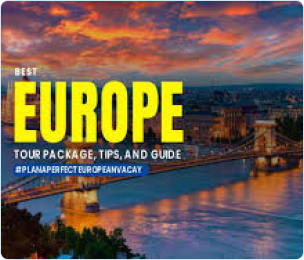 BEST
EUROPE
TOUR PACKAGE, TIPS, AND GUIDE
#PLANAPERFECTEUROPEANVACAY